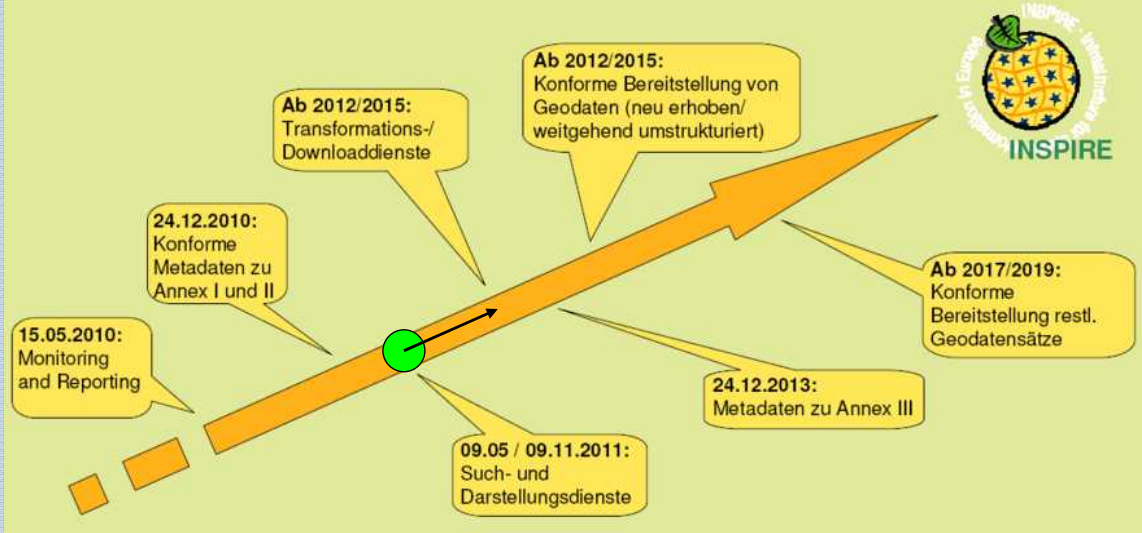 INSPIRE
Ab 2012/2015:
Konforme Bereitstellung von
Geodaten (neu erhoben/
weitgehend umstrukturiert)
Ab 2012/2015:
Transformations-/
Downloaddienste
INSPIRE
24.12.2010:
Konforme
Metadaten zu
Annex I und II
Ab 2017/2019:
Konforme
Bereitstellung restl.
Geodatensätze
15.05.2010:
Monitoring
and Reporting
24.12.2013:
Metadaten zu Annex III
09.05 / 09.11.2011:
Such- und
Darstellungsdienste